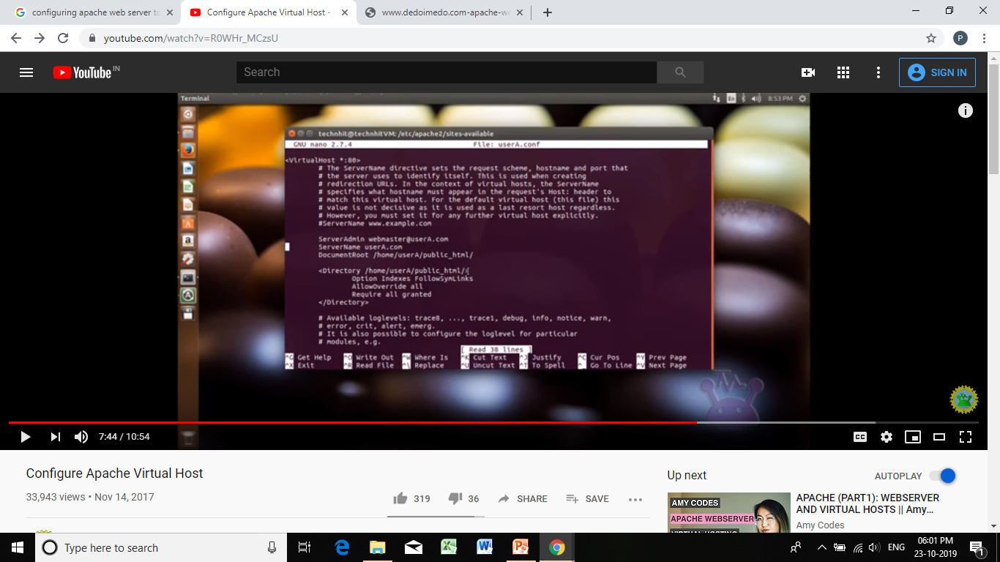 configuring apache web server to
Configure Apache Virtual Host - Y
www.dedoimedo.com-apache-we
youtube.com/watch?v=R0WHr_MCzsU
P
YouTube IN
Search
SIGN IN
Terminal
En
8:53 PM
technhit@technhitVM: /etc/apache2/sites-available
GNU nano 2.7.4 File: userA.conf
<VirtualHost *:80>
# The ServerName directive sets the request scheme, hostname and port that
# the server uses to identify itself. This is used when creating
# redirection URLs. In the context of virtual hosts, the ServerName
# specifies what hostname must appear in the request's Host: header to
# match this virtual host. For the default virtual host (this file) this
# value is not decisive as it is used as a last resort host regardless.
# However, you must set it for any further virtual host explicitly.
#ServerName www.example.com
ServerAdmin webmaster@userA.com
ServerName userA.com
DocumentRoot /home/userA/public_html/
<Directory /home/userA/public_html/>
Option Indexes FollowSymLinks
AllowOverride all
Require all granted
</Directory>
# Available loglevels: trace8, ..., trace1, debug, info, notice, warn,
# error, crit, alert, emerg.
# It is also possible to configure the loglevel for particular
# modules, e.g.
[ Read 38 lines ]
^G Get Help ^O Write Out ^W Where Is ^K Cut Text ^J Justify ^C Cur Pos ^Y Prev Page
^X Exit ^R Read File ^\ Replace ^U Uncut Text ^T To Spell ^_ Go To Line ^V Next Page
7:44 / 10:54
CC
Configure Apache Virtual Host
33,943 views • Nov 14, 2017
319
36
SHARE
SAVE
Up next
AUTOPLAY
AMY CODES
APACHE WEBSERVER
VIRTUAL HOSTING
APACHE (PART1): WEBSERVER
AND VIRTUAL HOSTS || Amy...
Amy Codes
Type here to search
ENG
06:01 PM
23-10-2019
1